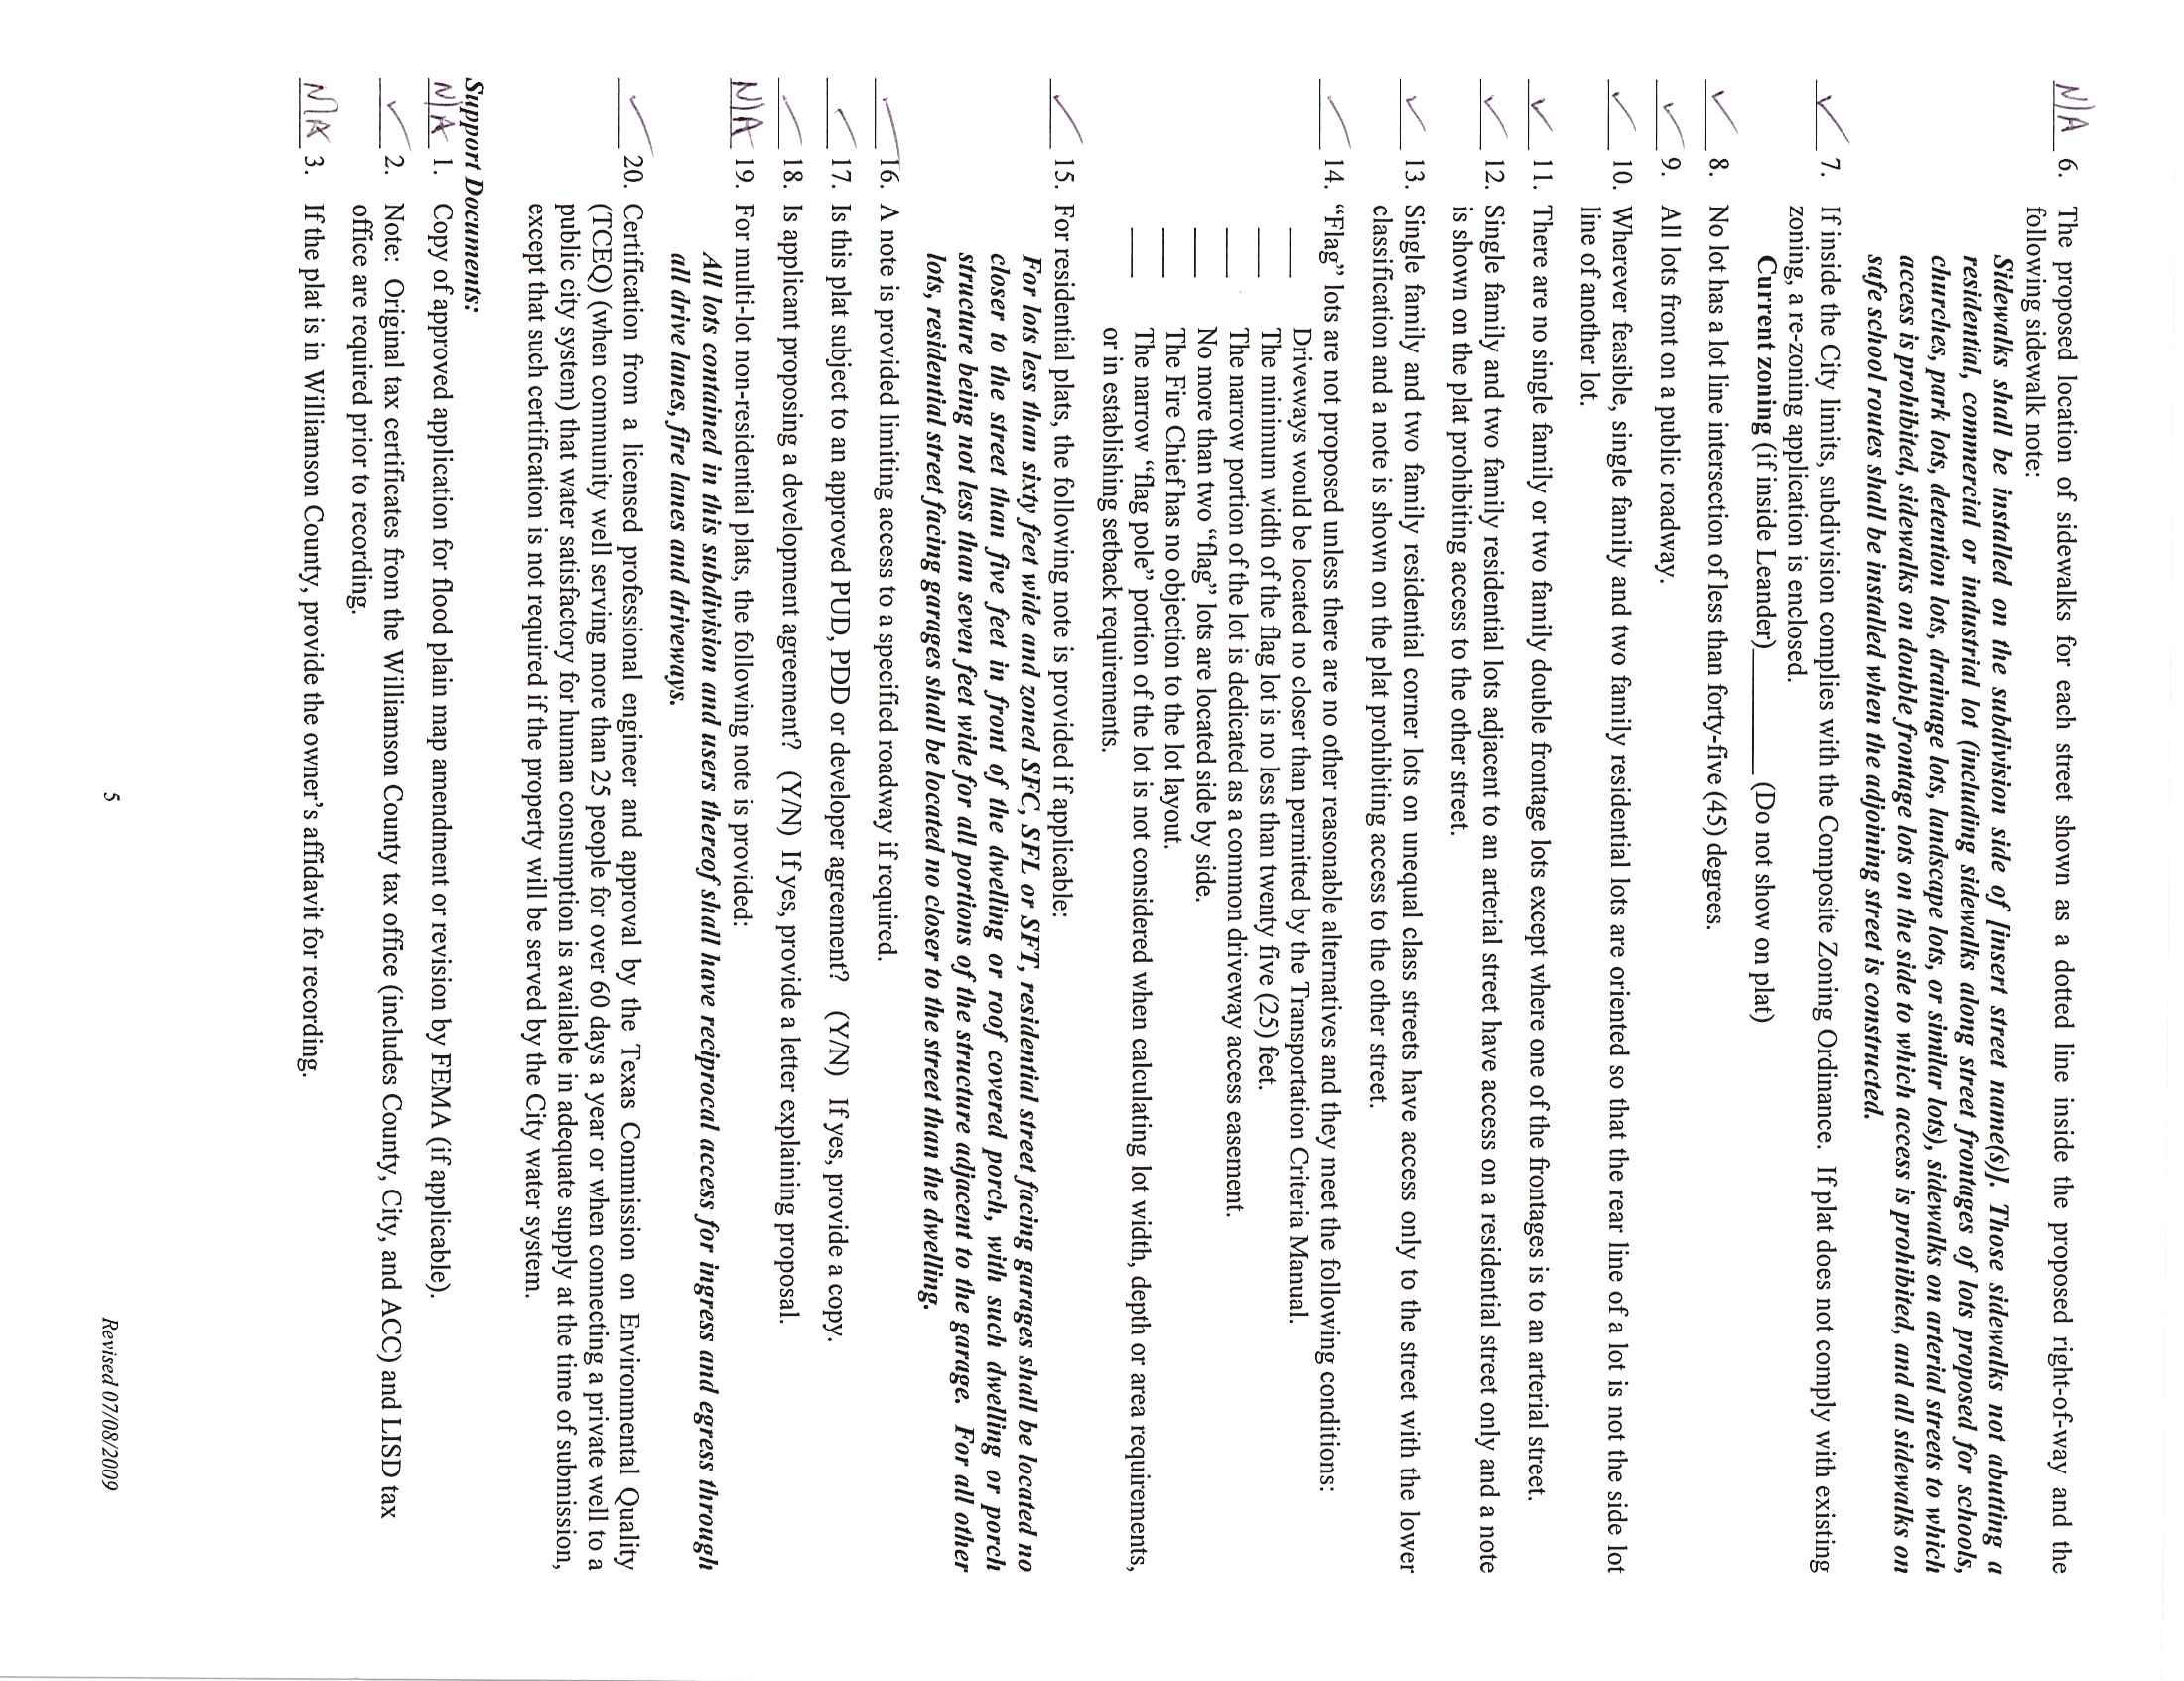 N/A 6. The proposed location of sidewalks for each street shown as a dotted line inside the proposed right-of-way and the
following sidewalk note:
Sidewalks shall be installed on the subdivision side of [insert street name(s)]. Those sidewalks not abutting a
residential, commercial or industrial lot (including sidewalks along street frontages of lots proposed for schools,
churches, park lots, detention lots, drainage lots, landscape lots, or similar lots), sidewalks on arterial streets to which
access is prohibited, sidewalks on double frontage lots on the side to which access is prohibited, and all sidewalks on
safe school routes shall be installed when the adjoining street is constructed.
✓ 7. If inside the City limits, subdivision complies with the Composite Zoning Ordinance. If plat does not comply with existing
zoning, a re-zoning application is enclosed.
Current zoning (if inside Leander)__________ (Do not show on plat)
✓ 8. No lot has a lot line intersection of less than forty-five (45) degrees.
✓ 9. All lots front on a public roadway.
✓ 10. Wherever feasible, single family and two family residential lots are oriented so that the rear line of a lot is not the side lot
line of another lot.
✓ 11. There are no single family or two family double frontage lots except where one of the frontages is to an arterial street.
✓ 12. Single family and two family residential lots adjacent to an arterial street have access on a residential street only and a note
is shown on the plat prohibiting access to the other street.
✓ 13. Single family and two family residential corner lots on unequal class streets have access only to the street with the lower
classification and a note is shown on the plat prohibiting access to the other street.
✓ 14. “Flag” lots are not proposed unless there are no other reasonable alternatives and they meet the following conditions:
____ Driveways would be located no closer than permitted by the Transportation Criteria Manual.
____ The minimum width of the flag lot is no less than twenty five (25) feet.
____ The narrow portion of the lot is dedicated as a common driveway access easement.
____ No more than two “flag” lots are located side by side.
____ The Fire Chief has no objection to the lot layout.
____ The narrow “flag pole” portion of the lot is not considered when calculating lot width, depth or area requirements,
or in establishing setback requirements.
✓ 15. For residential plats, the following note is provided if applicable:
For lots less than sixty feet wide and zoned SFC, SFL or SFT, residential street facing garages shall be located no
closer to the street than five feet in front of the dwelling or roof covered porch, with such dwelling or porch
structure being not less than seven feet wide for all portions of the structure adjacent to the garage. For all other
lots, residential street facing garages shall be located no closer to the street than the dwelling.
✓ 16. A note is provided limiting access to a specified roadway if required.
✓ 17. Is this plat subject to an approved PUD, PDD or developer agreement? (Y/N) If yes, provide a copy.
✓ 18. Is applicant proposing a development agreement? (Y/N) If yes, provide a letter explaining proposal.
N/A 19. For multi-lot non-residential plats, the following note is provided:
All lots contained in this subdivision and users thereof shall have reciprocal access for ingress and egress through
all drive lanes, fire lanes and driveways.
✓ 20. Certification from a licensed professional engineer and approval by the Texas Commission on Environmental Quality
(TCEQ) (when community well serving more than 25 people for over 60 days a year or when connecting a private well to a
public city system) that water satisfactory for human consumption is available in adequate supply at the time of submission,
except that such certification is not required if the property will be served by the City water system.
Support Documents:
N/A 1. Copy of approved application for flood plain map amendment or revision by FEMA (if applicable).
✓ 2. Note: Original tax certificates from the Williamson County tax office (includes County, City, and ACC) and LISD tax
office are required prior to recording.
N/A 3. If the plat is in Williamson County, provide the owner’s affidavit for recording.
5
Revised 07/08/2009